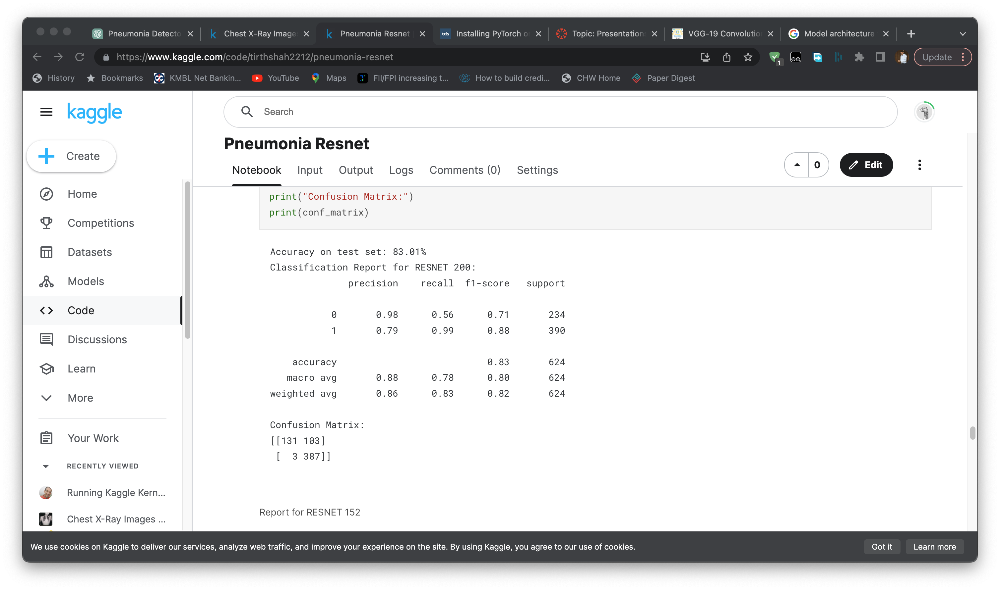 Pneumonia Detecto
Chest X-Ray Image
Pneumonia Resnet
tds Installing PyTorch o
Topic: Presentation
VGG-19 Convolutio
Model architecture
https://www.kaggle.com/code/tirthshah2212/pneumonia-resnet
1
Update
History
Bookmarks
KMBL Net Bankin...
YouTube
Maps
FII/FPI increasing t...
How to build credi...
CHW Home
Paper Digest
kaggle
Search
Create
Home
Competitions
Datasets
Models
Code
Discussions
Learn
More
Your Work
RECENTLY VIEWED
Running Kaggle Kern...
Chest X-Ray Images ...
Pneumonia Resnet
Notebook Input Output Logs Comments (0) Settings
0
Edit
print("Confusion Matrix:")
print(conf_matrix)
Accuracy on test set: 83.01%
Classification Report for RESNET 200:
precision recall f1-score support
0 0.98 0.56 0.71 234
1 0.79 0.99 0.88 390
accuracy 0.83 624
macro avg 0.88 0.78 0.80 624
weighted avg 0.86 0.83 0.82 624
Confusion Matrix:
[[131 103]
[ 3 387]]
Report for RESNET 152
We use cookies on Kaggle to deliver our services, analyze web traffic, and improve your experience on the site. By using Kaggle, you agree to our use of cookies.
Got it
Learn more